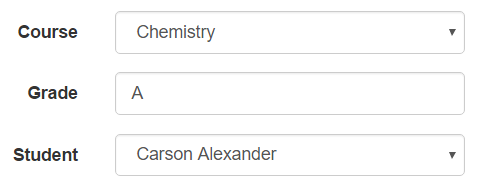 Course Chemistry
Grade A
Student Carson Alexander